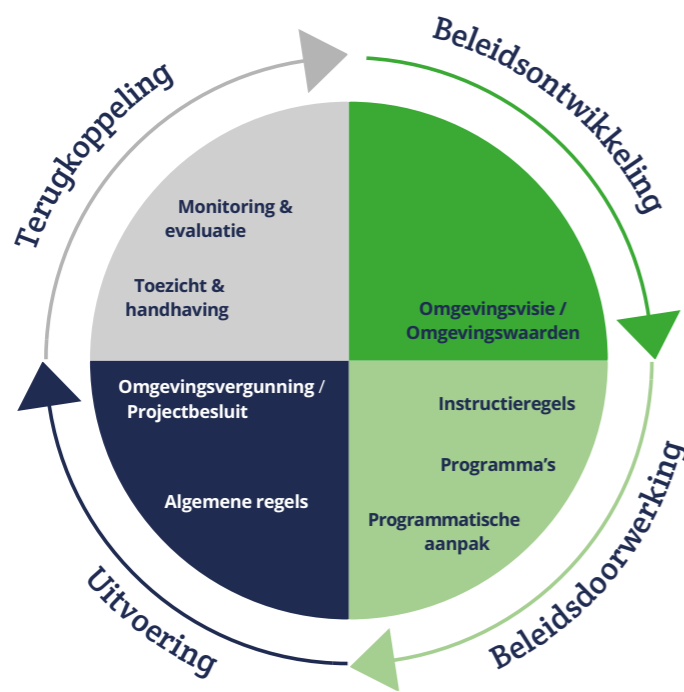 Beleidsontwikkeling
Terugkoppeling
Monitoring &
evaluatie
Toezicht &
handhaving
Omgevingsvisie /
Omgevingswaarden
Omgevingsvergunning /
Projectbesluit
Algemene regels
Instructieregels
Programma’s
Programmatische
aanpak
Uitvoering
Beleidsdoorwerking